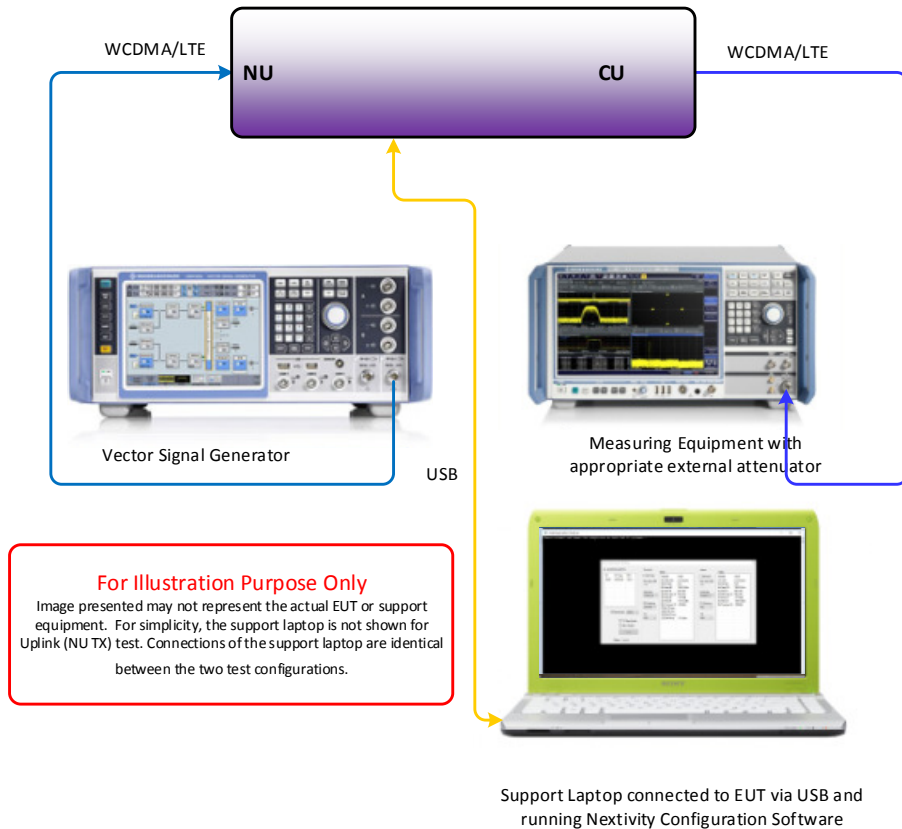 WCDMA/LTE
WCDMA/LTE
NU
CU
Vector Signal Generator
Measuring Equipment with
appropriate external attenuator
USB
For Illustration Purpose Only
Image presented may not represent the actual EUT or support
equipment. For simplicity, the support laptop is not shown for
Uplink (NU TX) test. Connections of the support laptop are identical
between the two test configurations.
SONY
Support Laptop connected to EUT via USB and
running Nextivity Configuration Software